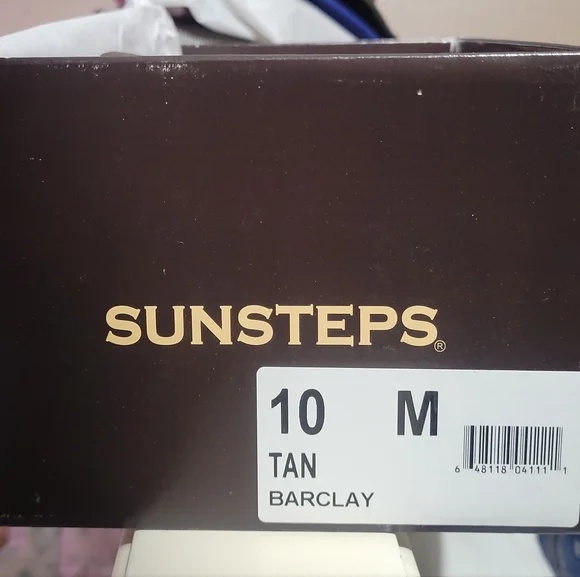 SUNSTEPS®
10 M
TAN
BARCLAY
6 48118 04111 1